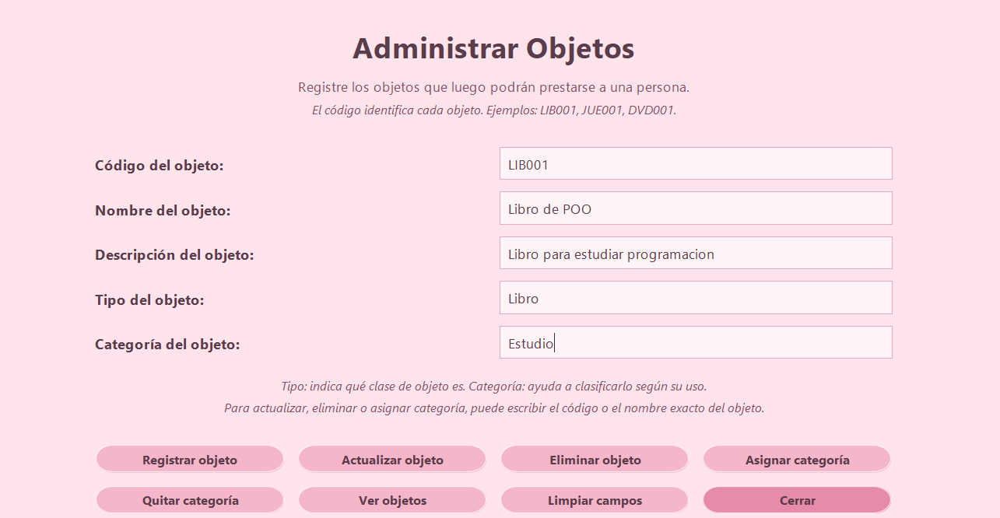 Administrar Objetos
Registre los objetos que luego podrán prestarse a una persona.
El código identifica cada objeto. Ejemplos: LIB001, JUE001, DVD001.
Código del objeto: LIB001
Nombre del objeto: Libro de POO
Descripción del objeto: Libro para estudiar programacion
Tipo del objeto: Libro
Categoría del objeto: Estudio
Tipo: indica qué clase de objeto es. Categoría: ayuda a clasificarlo según su uso.
Para actualizar, eliminar o asignar categoría, puede escribir el código o el nombre exacto del objeto.
Registrar objeto Actualizar objeto Eliminar objeto Asignar categoría
Quitar categoría Ver objetos Limpiar campos Cerrar